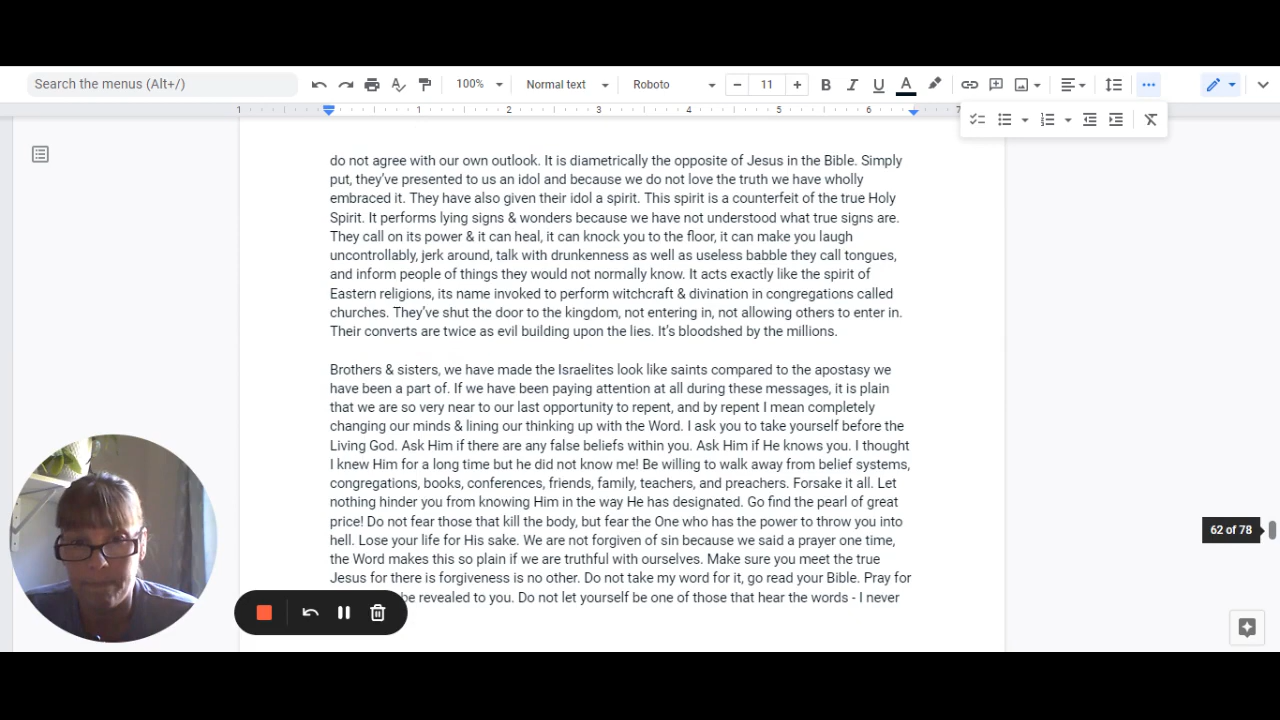 Search the menus (Alt+/)
100%
Normal text
Roboto
11
B
I
U
A
1
1
2
3
4
5
6
7
do not agree with our own outlook. It is diametrically the opposite of Jesus in the Bible. Simply
put, they've presented to us an idol and because we do not love the truth we have wholly
embraced it. They have also given their idol a spirit. This spirit is a counterfeit of the true Holy
Spirit. It performs lying signs & wonders because we have not understood what true signs are.
They call on its power & it can heal, it can knock you to the floor, it can make you laugh
uncontrollably, jerk around, talk with drunkenness as well as useless babble they call tongues,
and inform people of things they would not normally know. It acts exactly like the spirit of
Eastern religions, its name invoked to perform witchcraft & divination in congregations called
churches. They've shut the door to the kingdom, not entering in, not allowing others to enter in.
Their converts are twice as evil building upon the lies. It's bloodshed by the millions.
Brothers & sisters, we have made the Israelites look like saints compared to the apostasy we
have been a part of. If we have been paying attention at all during these messages, it is plain
that we are so very near to our last opportunity to repent, and by repent I mean completely
changing our minds & lining our thinking up with the Word. I ask you to take yourself before the
Living God. Ask Him if there are any false beliefs within you. Ask Him if He knows you. I thought
I knew Him for a long time but he did not know me! Be willing to walk away from belief systems,
congregations, books, conferences, friends, family, teachers, and preachers. Forsake it all. Let
nothing hinder you from knowing Him in the way He has designated. Go find the pearl of great
price! Do not fear those that kill the body, but fear the One who has the power to throw you into
hell. Lose your life for His sake. We are not forgiven of sin because we said a prayer one time,
the Word makes this so plain if we are truthful with ourselves. Make sure you meet the true
Jesus for there is forgiveness is no other. Do not take my word for it, go read your Bible. Pray for
be revealed to you. Do not let yourself be one of those that hear the words - I never
62 of 78